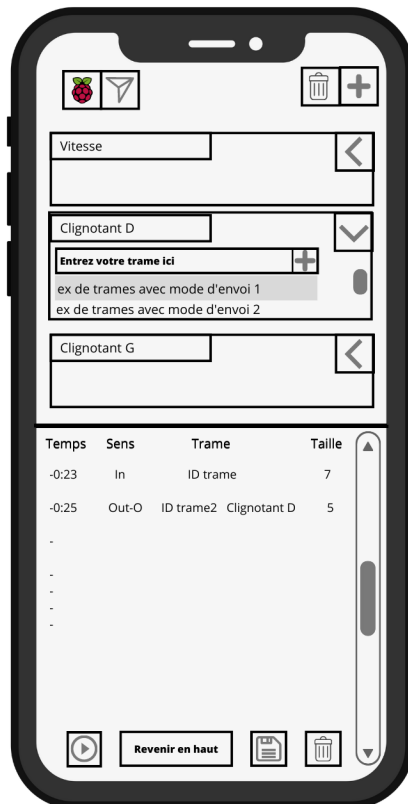 Vitesse
Clignotant D
Entrez votre trame ici
ex de trames avec mode d'envoi 1
ex de trames avec mode d'envoi 2
Clignotant G
Temps Sens Trame Taille
-0:23 In ID trame 7
-0:25 Out-O ID trame2 Clignotant D 5
-
-
-
-
-
Revenir en haut